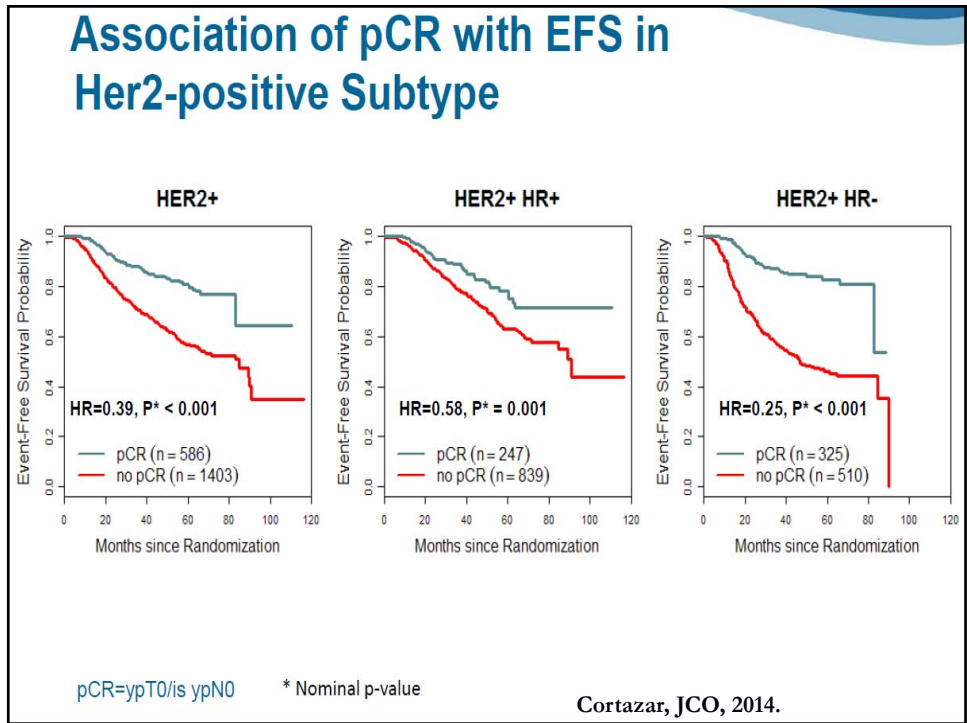 Association of pCR with EFS in
Her2-positive Subtype
HER2+
Event-Free Survival Probability
1.0
0.8
0.6
0.4
0.2
0.0
HR=0.39, P* < 0.001
pCR (n = 586)
no pCR (n = 1403)
0 20 40 60 80 100 120
Months since Randomization
HER2+ HR+
Event-Free Survival Probability
1.0
0.8
0.6
0.4
0.2
0.0
HR=0.58, P* = 0.001
pCR (n = 247)
no pCR (n = 839)
0 20 40 60 80 100 120
Months since Randomization
HER2+ HR-
Event-Free Survival Probability
1.0
0.8
0.6
0.4
0.2
0.0
HR=0.25, P* < 0.001
pCR (n = 325)
no pCR (n = 510)
0 20 40 60 80 100 120
Months since Randomization
pCR=ypT0/is ypN0
* Nominal p-value
Cortazar, JCO, 2014.